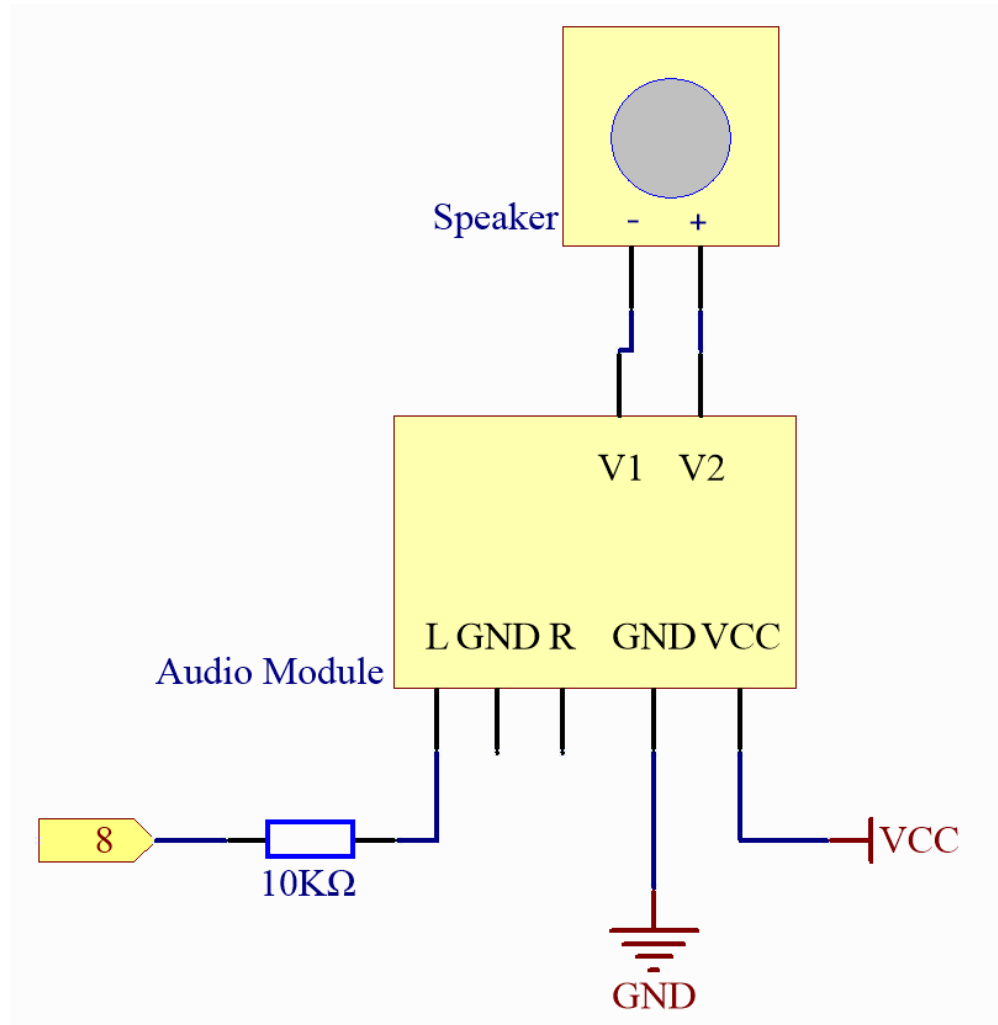 Speaker
- +
V1 V2
L GND R GND VCC
Audio Module
8
10KΩ
VCC
GND